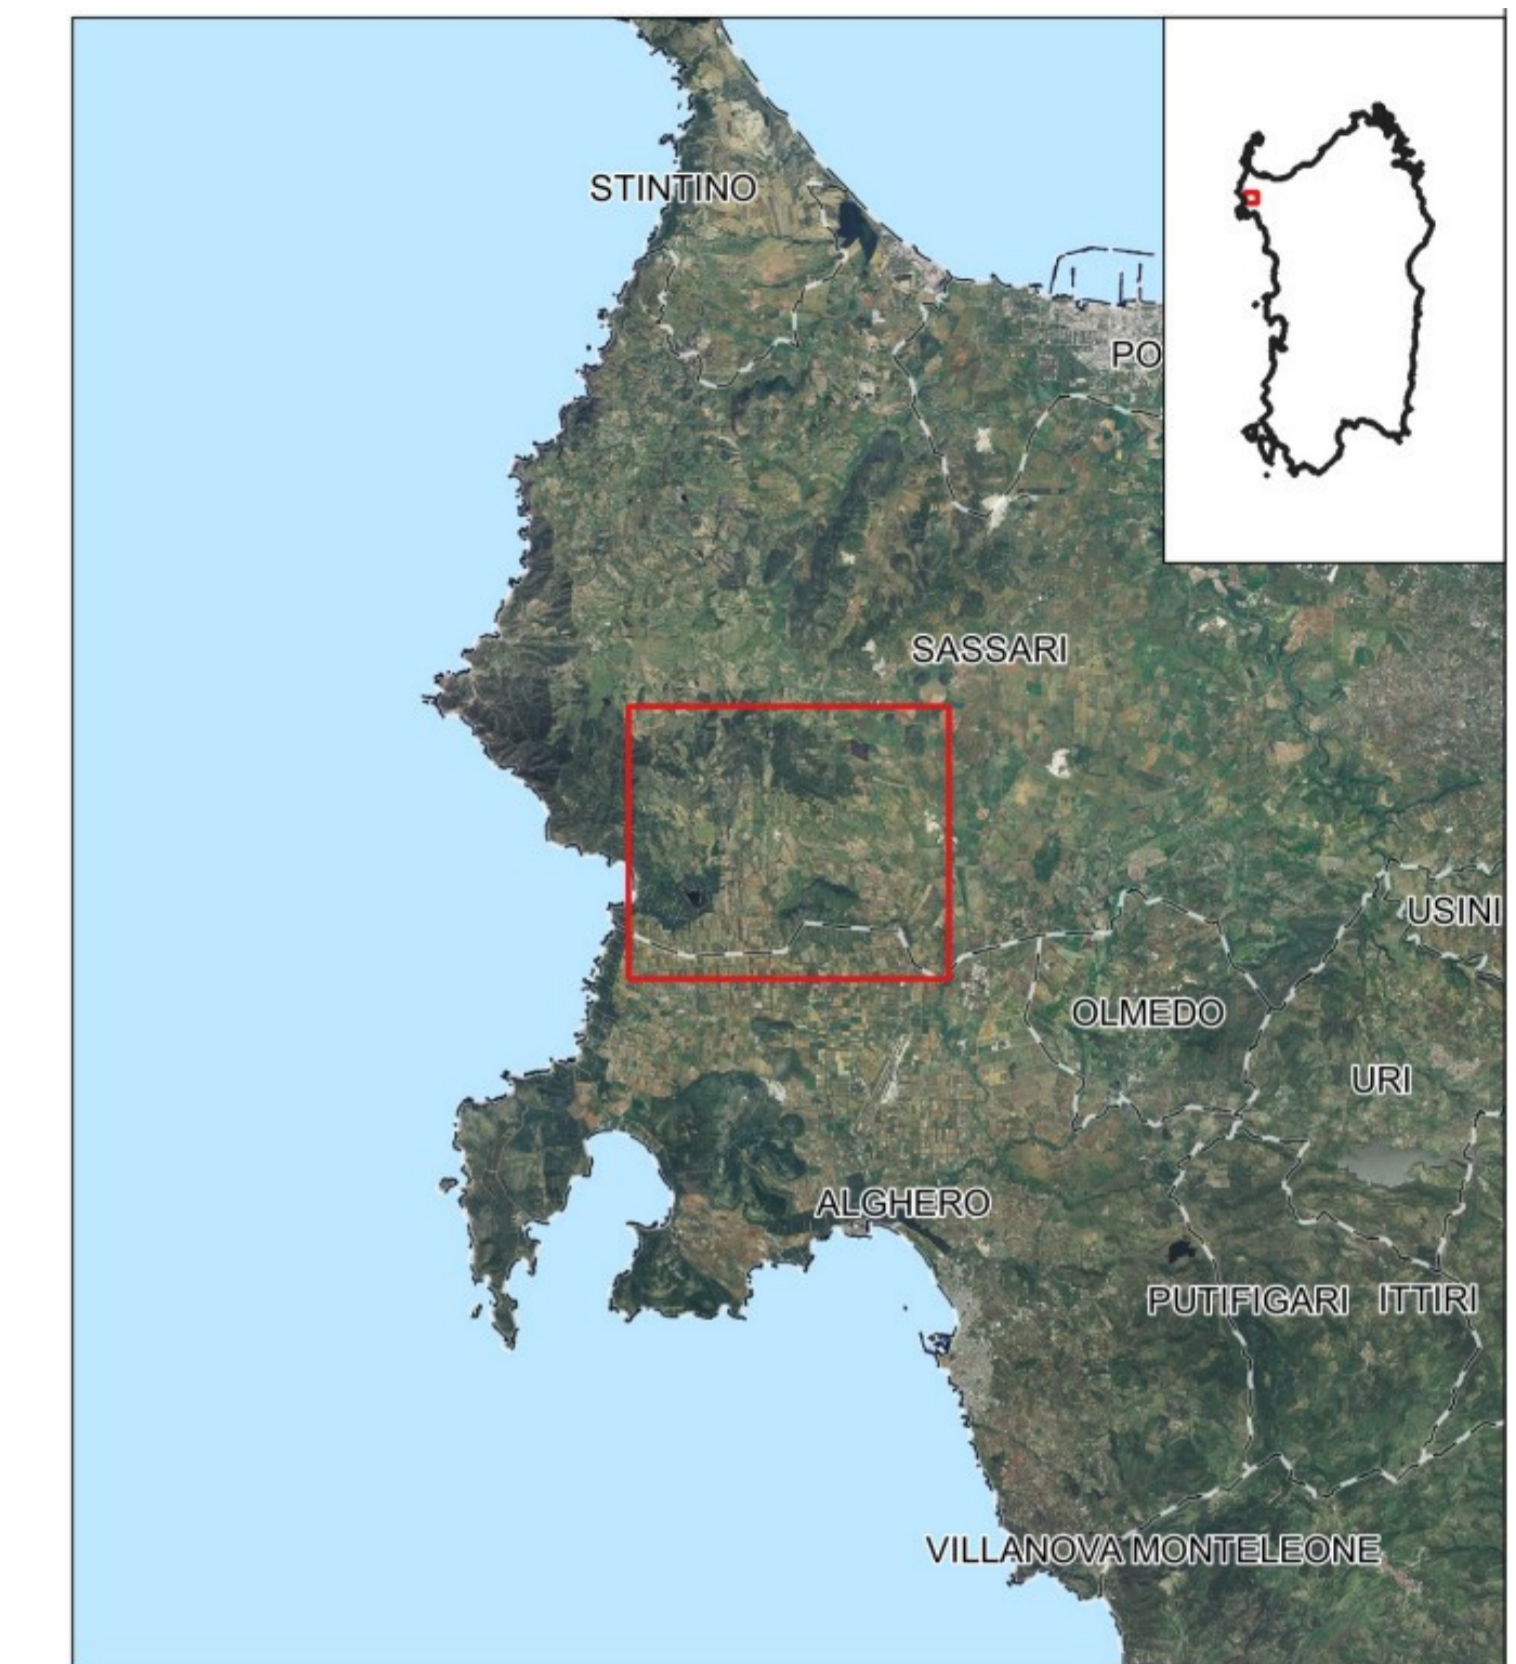 STINTINO
PO
SASSARI
USINI
OLMEDO
URI
ALGHERO
PUTIFIGARI
ITTIRI
VILLANOVA MONTELEONE